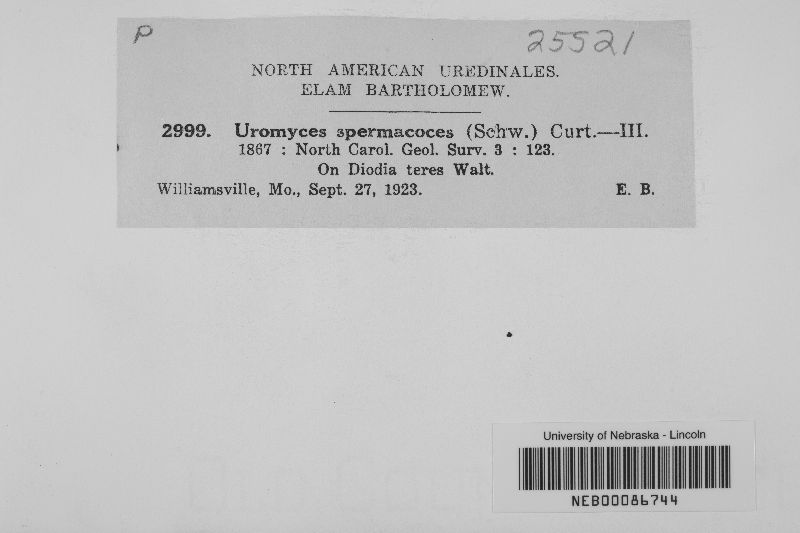 P
25521
NORTH AMERICAN UREDINALES.
ELAM BARTHOLOMEW.
2999. Uromyces spermacoces (Schw.) Curt.—III.
1867 : North Carol. Geol. Surv. 3 : 123.
On Diodia teres Walt.
Williamsville, Mo., Sept. 27, 1923. E. B.
University of Nebraska - Lincoln
NEB00086744